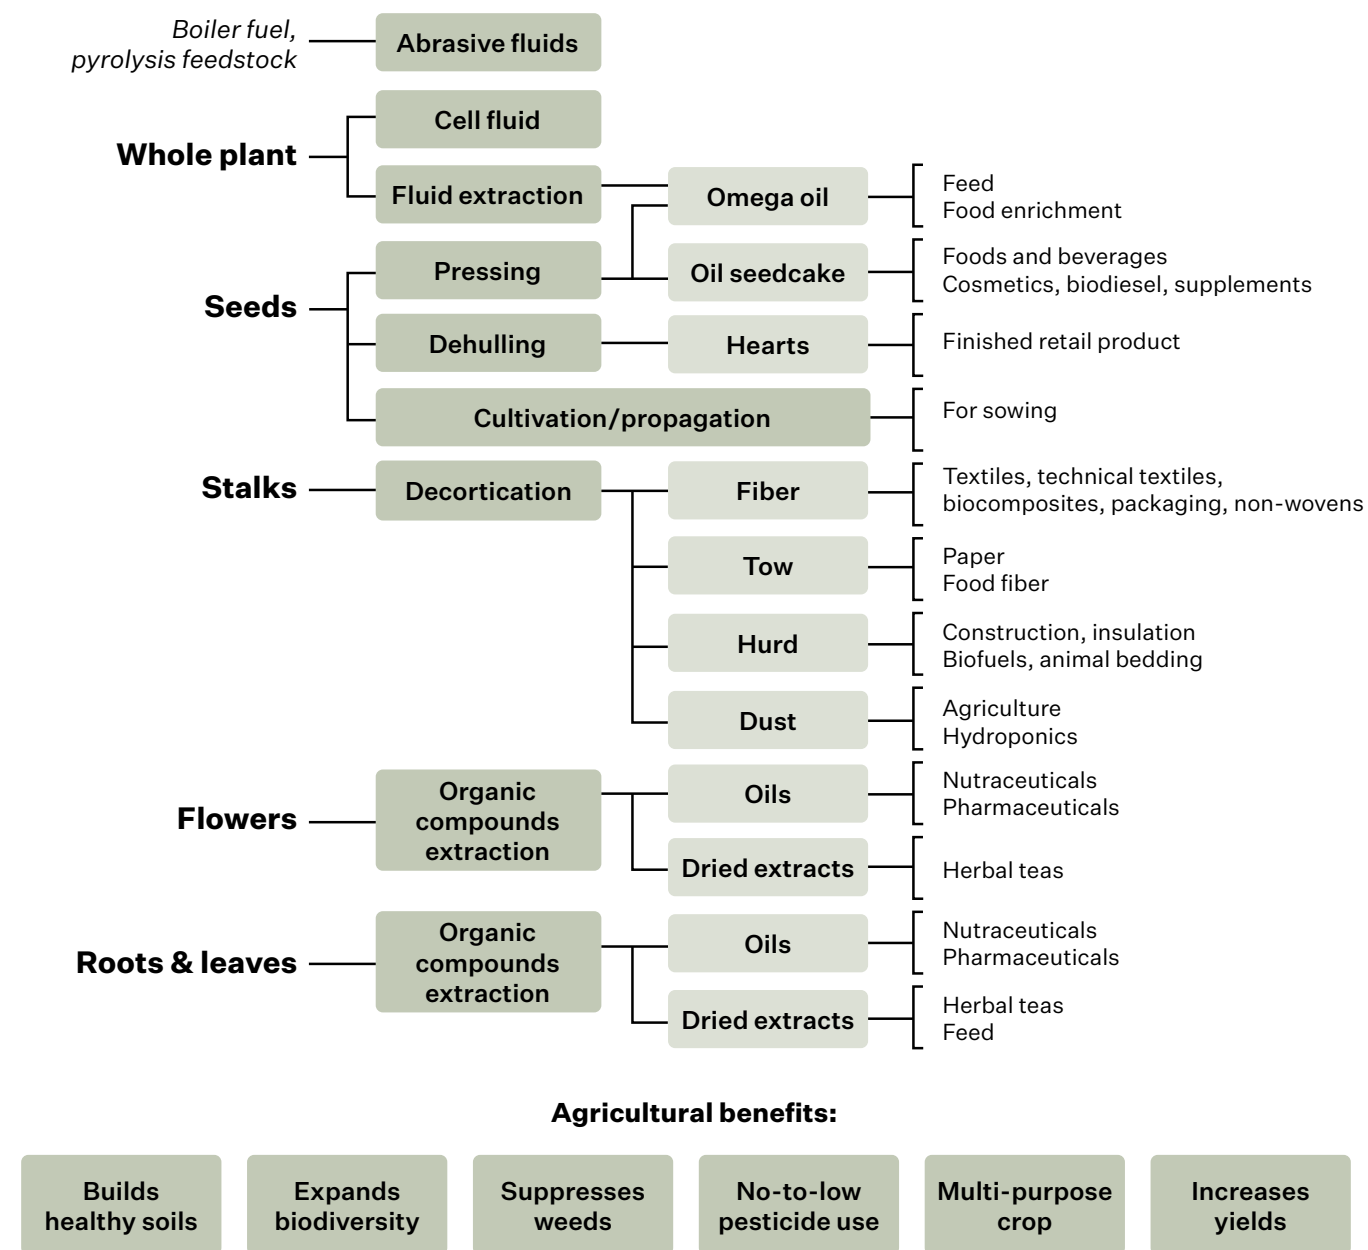 Boiler fuel,
pyrolysis feedstock
Abrasive fluids
Whole plant
Cell fluid
Fluid extraction
Omega oil
Feed
Food enrichment
Seeds
Pressing
Oil seedcake
Foods and beverages
Cosmetics, biodiesel, supplements
Dehulling
Hearts
Finished retail product
Cultivation/propagation
For sowing
Stalks
Decortication
Fiber
Textiles, technical textiles,
biocomposites, packaging, non-wovens
Tow
Paper
Food fiber
Hurd
Construction, insulation
Biofuels, animal bedding
Dust
Agriculture
Hydroponics
Flowers
Organic
compounds
extraction
Oils
Nutraceuticals
Pharmaceuticals
Dried extracts
Herbal teas
Roots & leaves
Organic
compounds
extraction
Oils
Nutraceuticals
Pharmaceuticals
Dried extracts
Herbal teas
Feed
Agricultural benefits:
Builds
healthy soils
Expands
biodiversity
Suppresses
weeds
No-to-low
pesticide use
Multi-purpose
crop
Increases
yields